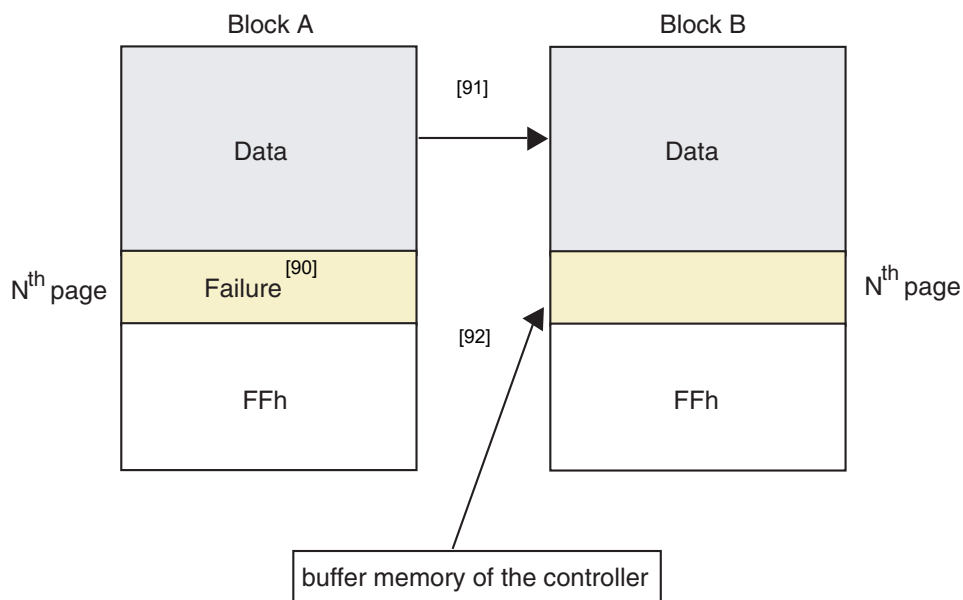 Block A
Block B
[91]
Data
Data
Nth page
Failure[90]
Nth page
[92]
FFh
FFh
buffer memory of the controller